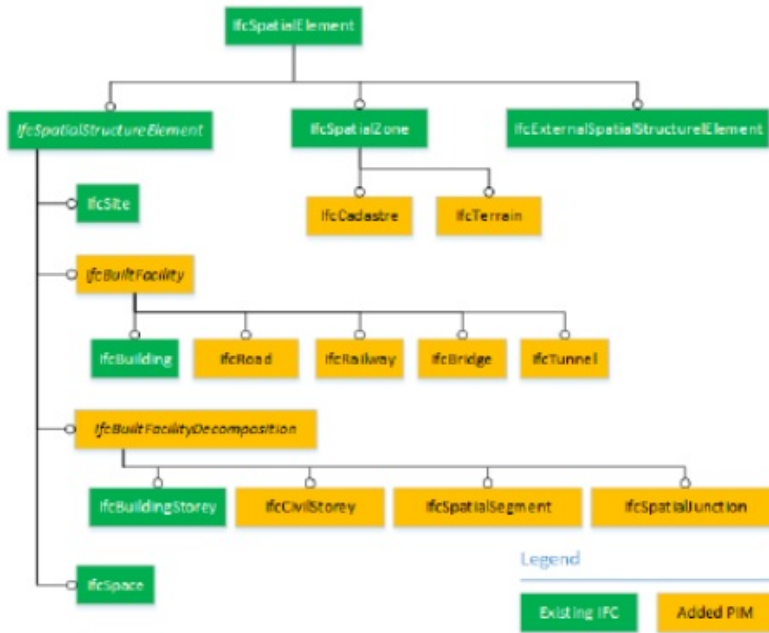 IfcSpatialElement
IfcSpatialStructureElement
IfcSpatialZone
IfcExternalSpatialStructurelElement
IfcSite
IfcCadastre
IfcTerrain
IfcBuiltFacility
IfcBuilding
IfcRoad
IfcRailway
IfcBridge
IfcTunnel
IfcBuiltFacilityDecomposition
IfcBuildingStorey
IfcCivilStorey
IfcSpatialSegment
IfcSpatialJunction
IfcSpace
Legend
Existing IFC
Added PIM